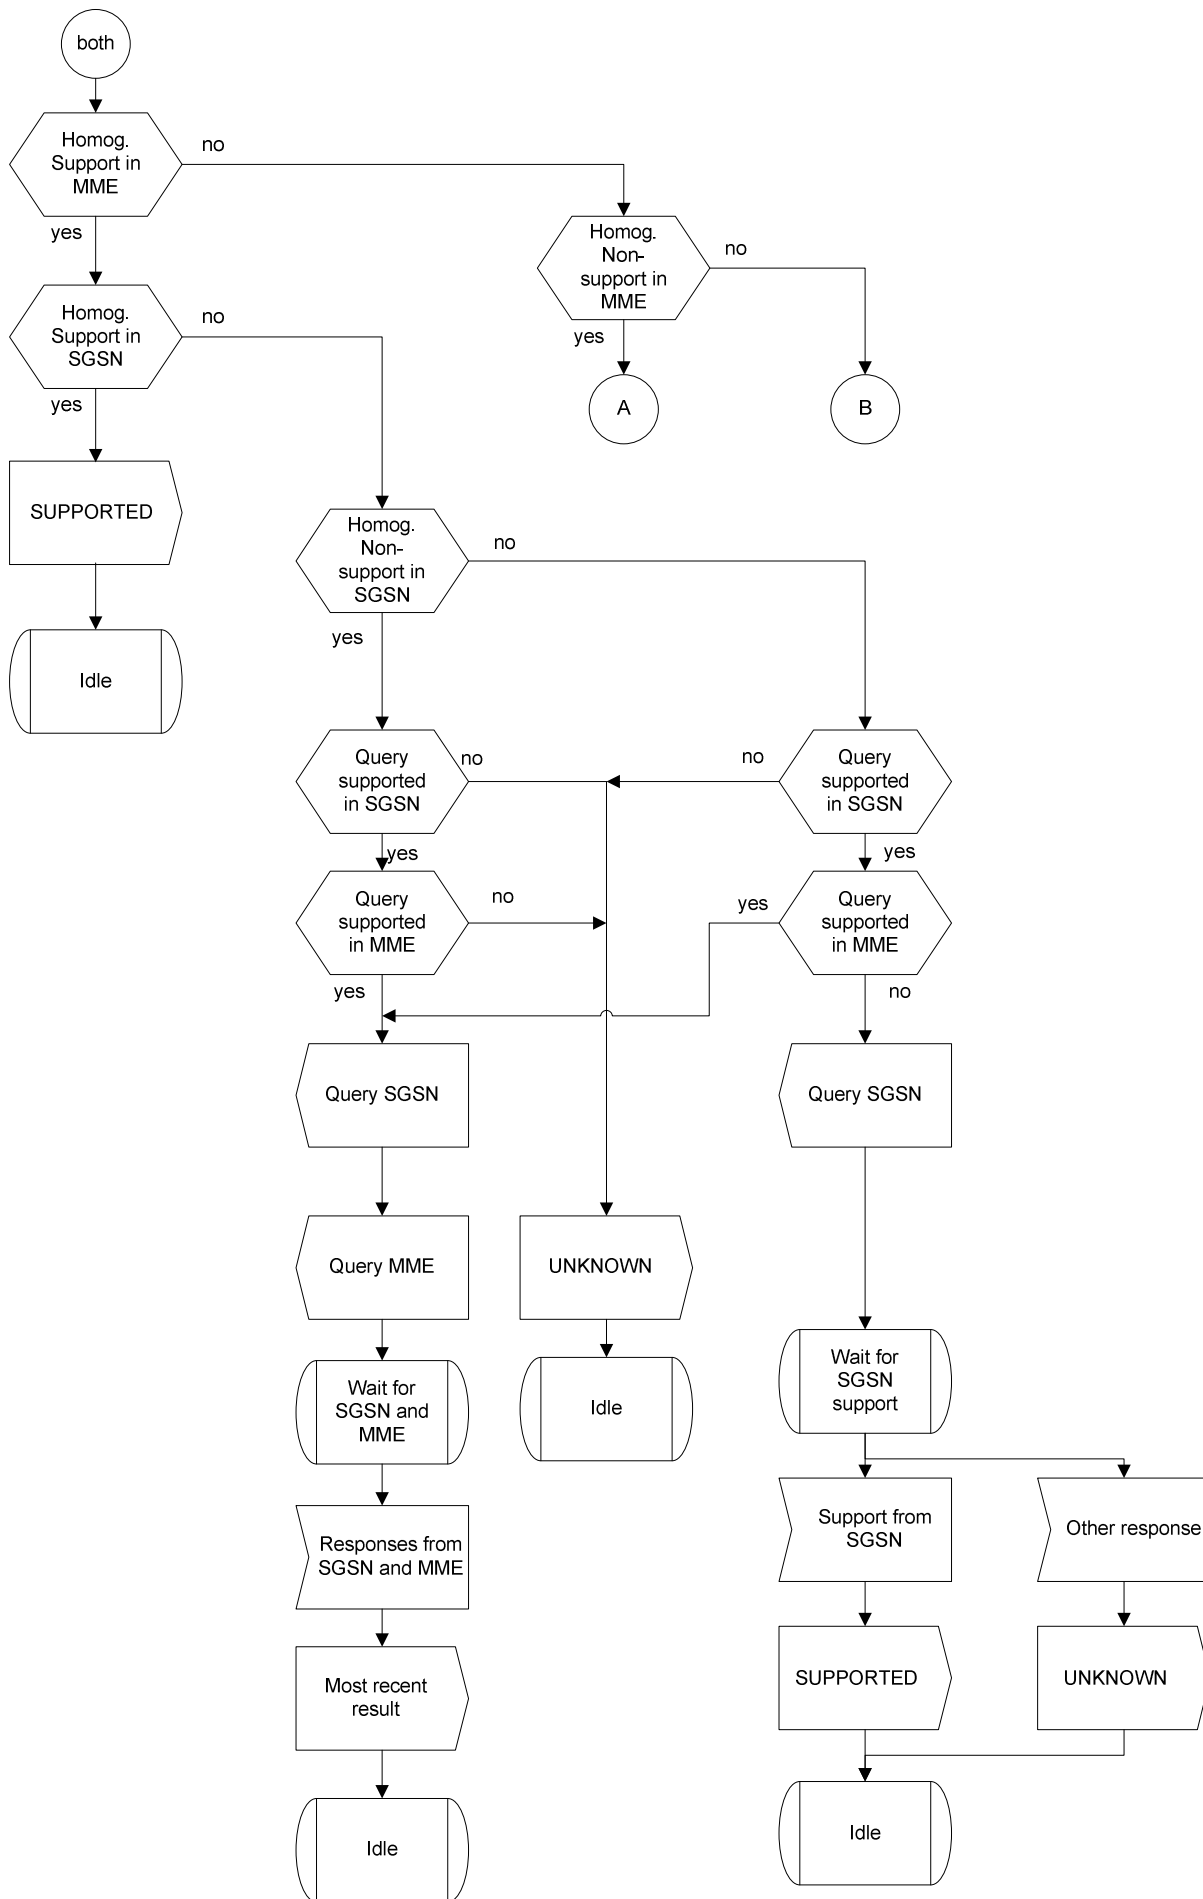 both
Homog.
Support in
MME
no
yes
Homog.
Non-
support in
MME
no
yes
Homog.
Support in
SGSN
no
yes
A
B
SUPPORTED
Homog.
Non-
support in
SGSN
no
yes
Idle
Query
supported
in SGSN
no
yes
no
Query
supported
in SGSN
yes
Query
supported
in MME
no
yes
yes
Query
supported
in MME
no
Query SGSN
Query SGSN
Query MME
UNKNOWN
Wait for
SGSN and
MME
Idle
Wait for
SGSN
support
Responses from
SGSN and MME
Support from
SGSN
Other response
Most recent
result
SUPPORTED
UNKNOWN
Idle
Idle